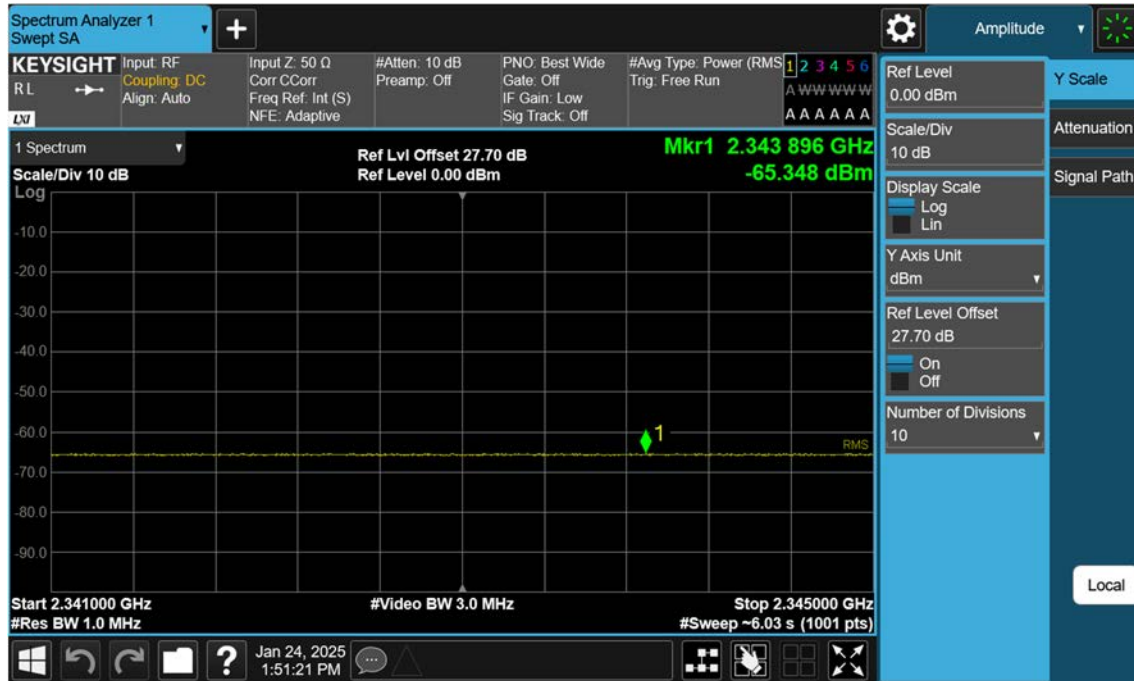 Spectrum Analyzer 1
Swept SA
Amplitude
KEYSIGHT
RL
LXI
Input: RF
Coupling: DC
Align: Auto
Input Z: 50 Ω
Corr CCorr
Freq Ref: Int (S)
NFE: Adaptive
#Atten: 10 dB
Preamp: Off
PNO: Best Wide
Gate: Off
IF Gain: Low
Sig Track: Off
#Avg Type: Power (RMS
Trig: Free Run
1 2 3 4 5 6
A W W W W W
A A A A A A
1 Spectrum
Scale/Div 10 dB
Ref Lvl Offset 27.70 dB
Ref Level 0.00 dBm
Mkr1 2.343 896 GHz
-65.348 dBm
Log
-10.0
-20.0
-30.0
-40.0
-50.0
-60.0
-70.0
-80.0
-90.0
1
RMS
Start 2.341000 GHz
#Res BW 1.0 MHz
#Video BW 3.0 MHz
Stop 2.345000 GHz
#Sweep ~6.03 s (1001 pts)
Ref Level
0.00 dBm
Scale/Div
10 dB
Display Scale
Log
Lin
Y Axis Unit
dBm
Ref Level Offset
27.70 dB
On
Off
Number of Divisions
10
Y Scale
Attenuation
Signal Path
Local
?
Jan 24, 2025
1:51:21 PM